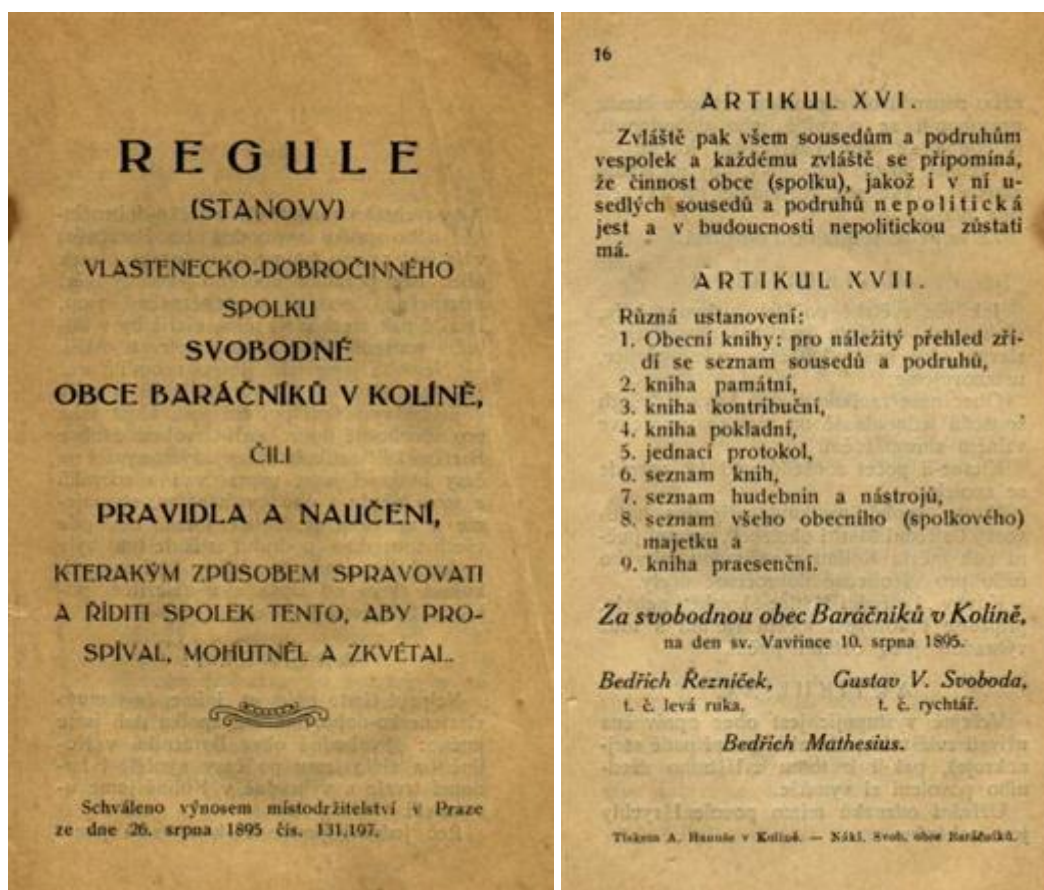 REGULE
(STANOVY)
VLASTENECKO-DOBROČINNÉHO
SPOLKU
SVOBODNÉ
OBCE BARÁČNÍKŮ V KOLÍNĚ,
ČILI
PRAVIDLA A NAUČENÍ,
KTERAKÝM ZPŮSOBEM SPRAVOVATI
A ŘÍDITI SPOLEK TENTO, ABY PRO-
SPÍVAL, MOHUTNĚL A ZKVÉTAL.
Schváleno výnosem místodržitelství v Praze
ze dne 26. srpna 1895 čís. 131,197.
16
ARTIKUL XVI.
Zvláště pak všem sousedům a podruhům
vespolek a každému zvláště se připomíná,
že činnost obce (spolku), jakož i v ní u-
sedlých sousedů a podruhů nepolitická
jest a v budoucnosti nepolitickou zůstati
má.
ARTIKUL XVII.
Různá ustanovení:
1. Obecní knihy: pro náležitý přehled zří-
dí se seznam sousedů a podruhů,
2. kniha památní,
3. kniha kontribuční,
4. kniha pokladní,
5. jednací protokol,
6. seznam knih,
7. seznam hudebnin a nástrojů,
8. seznam všeho obecního (spolkového)
majetku a
9. kniha praesenční.
Za svobodnou obec Baráčníků v Kolíně,
na den sv. Vavřince 10. srpna 1895.
Bedřich Řezníček, Gustav V. Svoboda,
t. č. levá ruka, t. č. rychtář.
Bedřich Mathesius.
Tiskem A. Hanuše v Kolíně. — Nákl. Svob. obce Baráčníků.